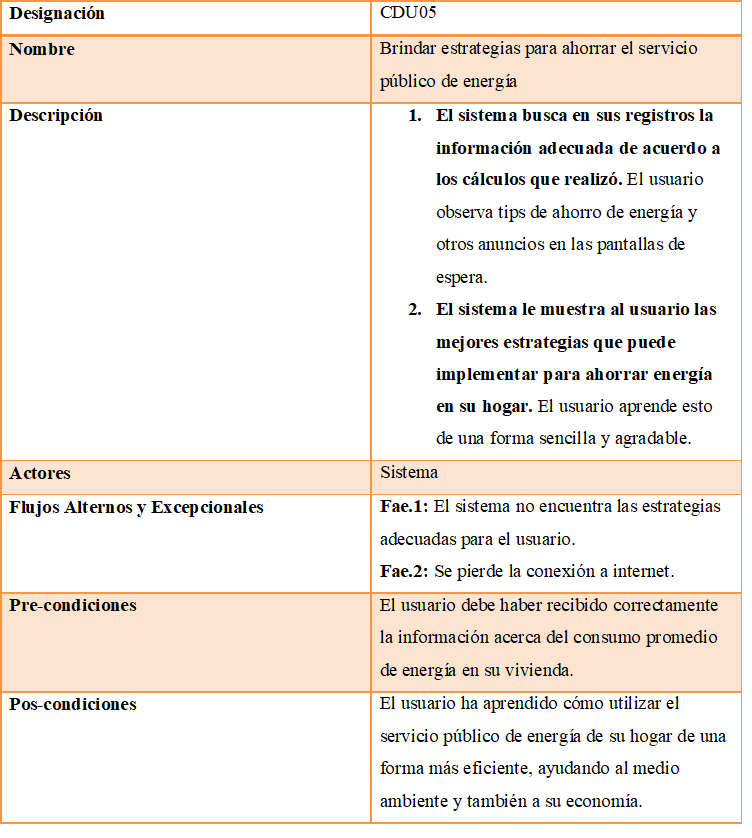 Designación
CDU05
Nombre
Brindar estrategias para ahorrar el servicio
público de energía
Descripción
1. El sistema busca en sus registros la
información adecuada de acuerdo a
los cálculos que realizó. El usuario
observa tips de ahorro de energía y
otros anuncios en las pantallas de
espera.
2. El sistema le muestra al usuario las
mejores estrategias que puede
implementar para ahorrar energía
en su hogar. El usuario aprende esto
de una forma sencilla y agradable.
Actores
Sistema
Flujos Alternos y Excepcionales
Fae.1: El sistema no encuentra las estrategias
adecuadas para el usuario.
Fae.2: Se pierde la conexión a internet.
Pre-condiciones
El usuario debe haber recibido correctamente
la información acerca del consumo promedio
de energía en su vivienda.
Pos-condiciones
El usuario ha aprendido cómo utilizar el
servicio público de energía de su hogar de una
forma más eficiente, ayudando al medio
ambiente y también a su economía.